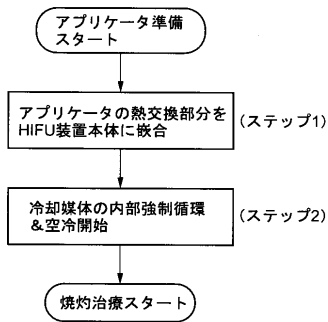 アプリケータ準備
スタート
アプリケータの熱交換部分を
HIFU装置本体に嵌合
(ステップ1)
冷却媒体の内部強制循環
&空冷開始
(ステップ2)
焼灼治療スタート